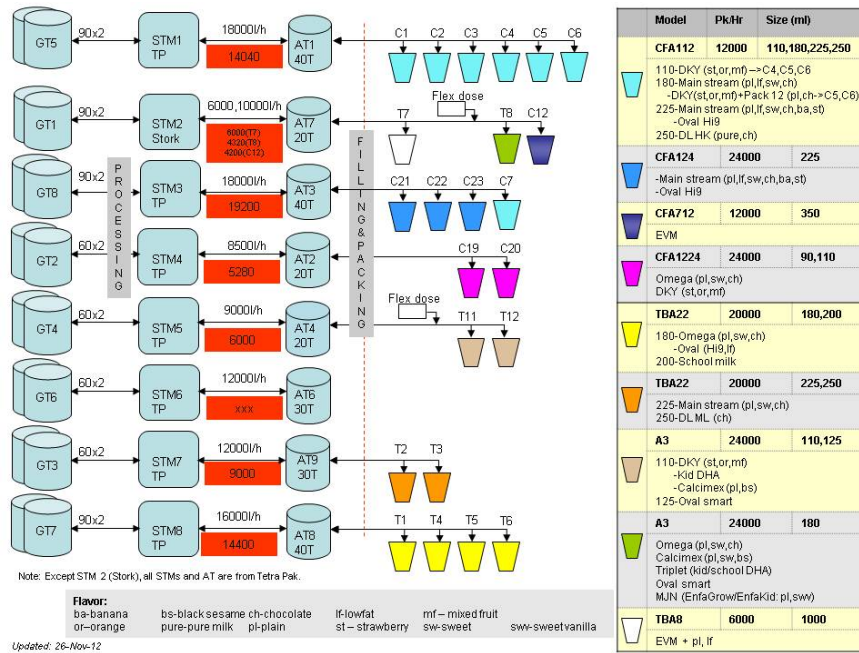 C1 C2 C3 C4 C5 C6
GT5 90x2 STM1 TP 18000l/h 14040 AT1 40T
Flex dose
GT1 90x2 STM2 Stork 6000,10000l/h AT7 20T T7 T8 C12
6000(T7)
4320(T8)
4200(C12)
PROCESSING
FILLING&PACKING
GT8 90x2 STM3 TP 18000l/h 19200 AT3 40T C21 C22 C23 C7
GT2 60x2 STM4 TP 8500l/h 5280 AT2 20T C19 C20
Flex dose
GT4 60x2 STM5 TP 9000l/h 6000 AT4 20T T11 T12
GT6 60x2 STM6 TP 12000l/h xxx AT6 30T
GT3 60x2 STM7 TP 12000l/h 9000 AT9 30T T2 T3
GT7 90x2 STM8 TP 16000l/h 14400 AT8 40T T1 T4 T5 T6
Note: Except STM 2 (Stork), all STMs and AT are from Tetra Pak.
Flavor:
ba-banana bs-black sesame ch-chocolate lf-lowfat mf – mixed fruit
or–orange pure-pure milk pl-plain st – strawberry sw-sweet swv-sweet vanilla
Updated: 26-Nov-12
Model Pk/Hr Size (ml)
CFA112 12000 110,180,225,250
110-DKY (st,or,mf) –>C4,C5,C6
180-Main stream (pl,lf,sw,ch)
-DKY(st,or,mf)+Pack 12 (pl,ch->C5,C6)
225-Main stream (pl,lf,sw,ch,ba,st)
-Oval Hi9
250-DL HK (pure,ch)
CFA124 24000 225
-Main stream (pl,lf,sw,ch,ba,st)
-Oval Hi9
CFA712 12000 350
EVM
CFA1224 24000 90,110
Omega (pl,sw,ch)
DKY (st,or,mf)
TBA22 20000 180,200
180-Omega (pl,sw,ch)
-Oval (Hi9,lf)
200-School milk
TBA22 20000 225,250
225-Main stream (pl,sw,ch)
250-DL ML (ch)
A3 24000 110,125
110-DKY (st,or,mf)
-Kid DHA
-Calcimex (pl,bs)
125-Oval smart
A3 24000 180
Omega (pl,sw,ch)
Calcimex (pl,sw,bs)
Triplet (kid/school DHA)
Oval smart
MJN (EnfaGrow/EnfaKid: pl,swv)
TBA8 6000 1000
EVM + pl, lf